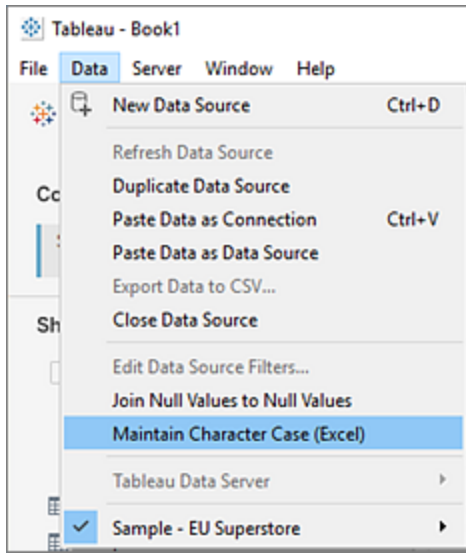 Tableau - Book1
File Data Server Window Help
New Data Source Ctrl+D
Refresh Data Source
Co
Duplicate Data Source
Paste Data as Connection Ctrl+V
Paste Data as Data Source
Export Data to CSV...
Sh
Close Data Source
Edit Data Source Filters...
Join Null Values to Null Values
Maintain Character Case (Excel)
Tableau Data Server
Sample - EU Superstore